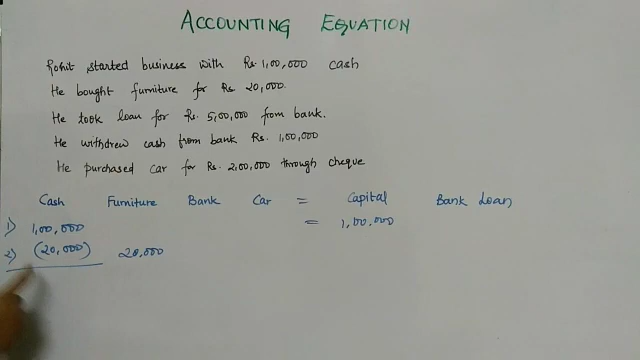 ACCOUNTING EQUATION
Rohit started business with Rs. 1,00,000 cash
He bought furniture for Rs. 20,000.
He took loan for Rs. 5,00,000 from bank.
He withdrew cash from bank Rs. 1,00,000
He purchased car for Rs. 2,00,000 through cheque
Cash Furniture Bank Car = Capital Bank Loan
1) 1,00,000 = 1,00,000
2) (20,000) 20,000